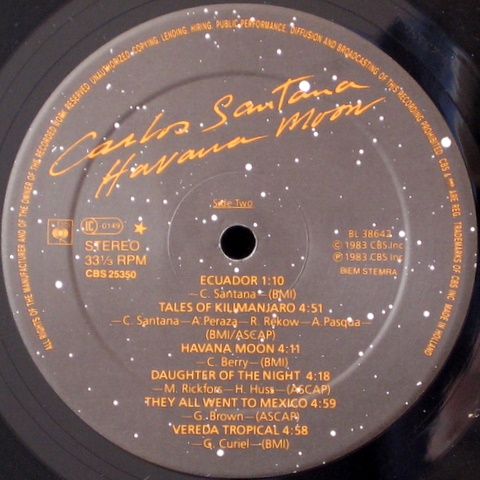 ALL RIGHTS OF THE MANUFACTURER AND OF THE OWNER OF THE RECORDED WORK RESERVED. UNAUTHORIZED COPYING, LENDING, HIRING, PUBLIC PERFORMANCE, DIFFUSION AND BROADCASTING OF THIS RECORDING PROHIBITED. CBS & ARE REG. TRADEMARKS OF CBS INC MADE IN HOLLAND
Carlos Santana
Havana Moon
Side Two
LC 0149
STEREO
33⅓ RPM
CBS 25350
BL 38642
© 1983 CBS Inc
℗ 1983 CBS Inc
BIEM STEMRA
ECUADOR 1:10
—C. Santana—(BMI)
TALES OF KILIMANJARO 4:51
—C. Santana—A Peraza—R. Rekow—A Pasqua—
(BMI/ASCAP)
HAVANA MOON 4:11
—C. Berry—(BMI)
DAUGHTER OF THE NIGHT 4:18
—M. Rickfors—H. Huss—(ASCAP)
THEY ALL WENT TO MEXICO 4:59
—G. Brown—(ASCAP)
VEREDA TROPICAL 4:58
—G. Curiel—(BMI)